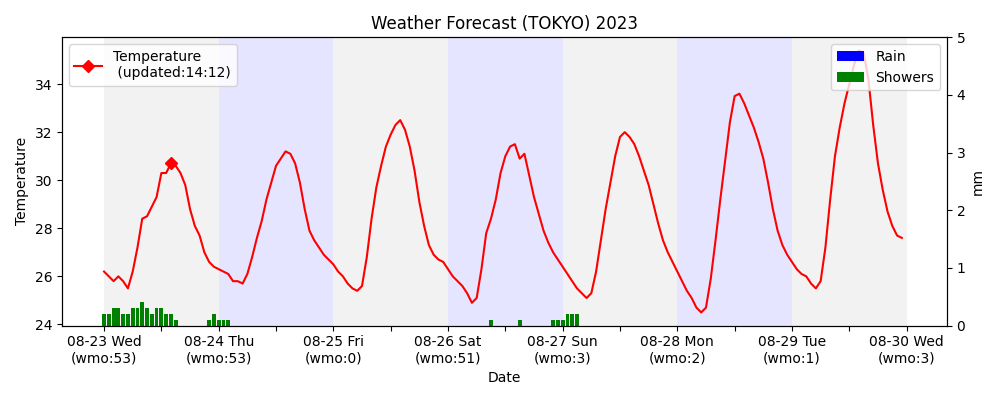 Weather Forecast (TOKYO) 2023
Temperature
(updated:14:12)
Rain
Showers
Temperature
34
32
30
28
26
24
5
4
3
2
1
0
mm
08-23 Wed 08-24 Thu 08-25 Fri 08-26 Sat 08-27 Sun 08-28 Mon 08-29 Tue 08-30 Wed
(wmo:53) (wmo:53) (wmo:0) (wmo:51) (wmo:3) (wmo:2) (wmo:1) (wmo:3)
Date